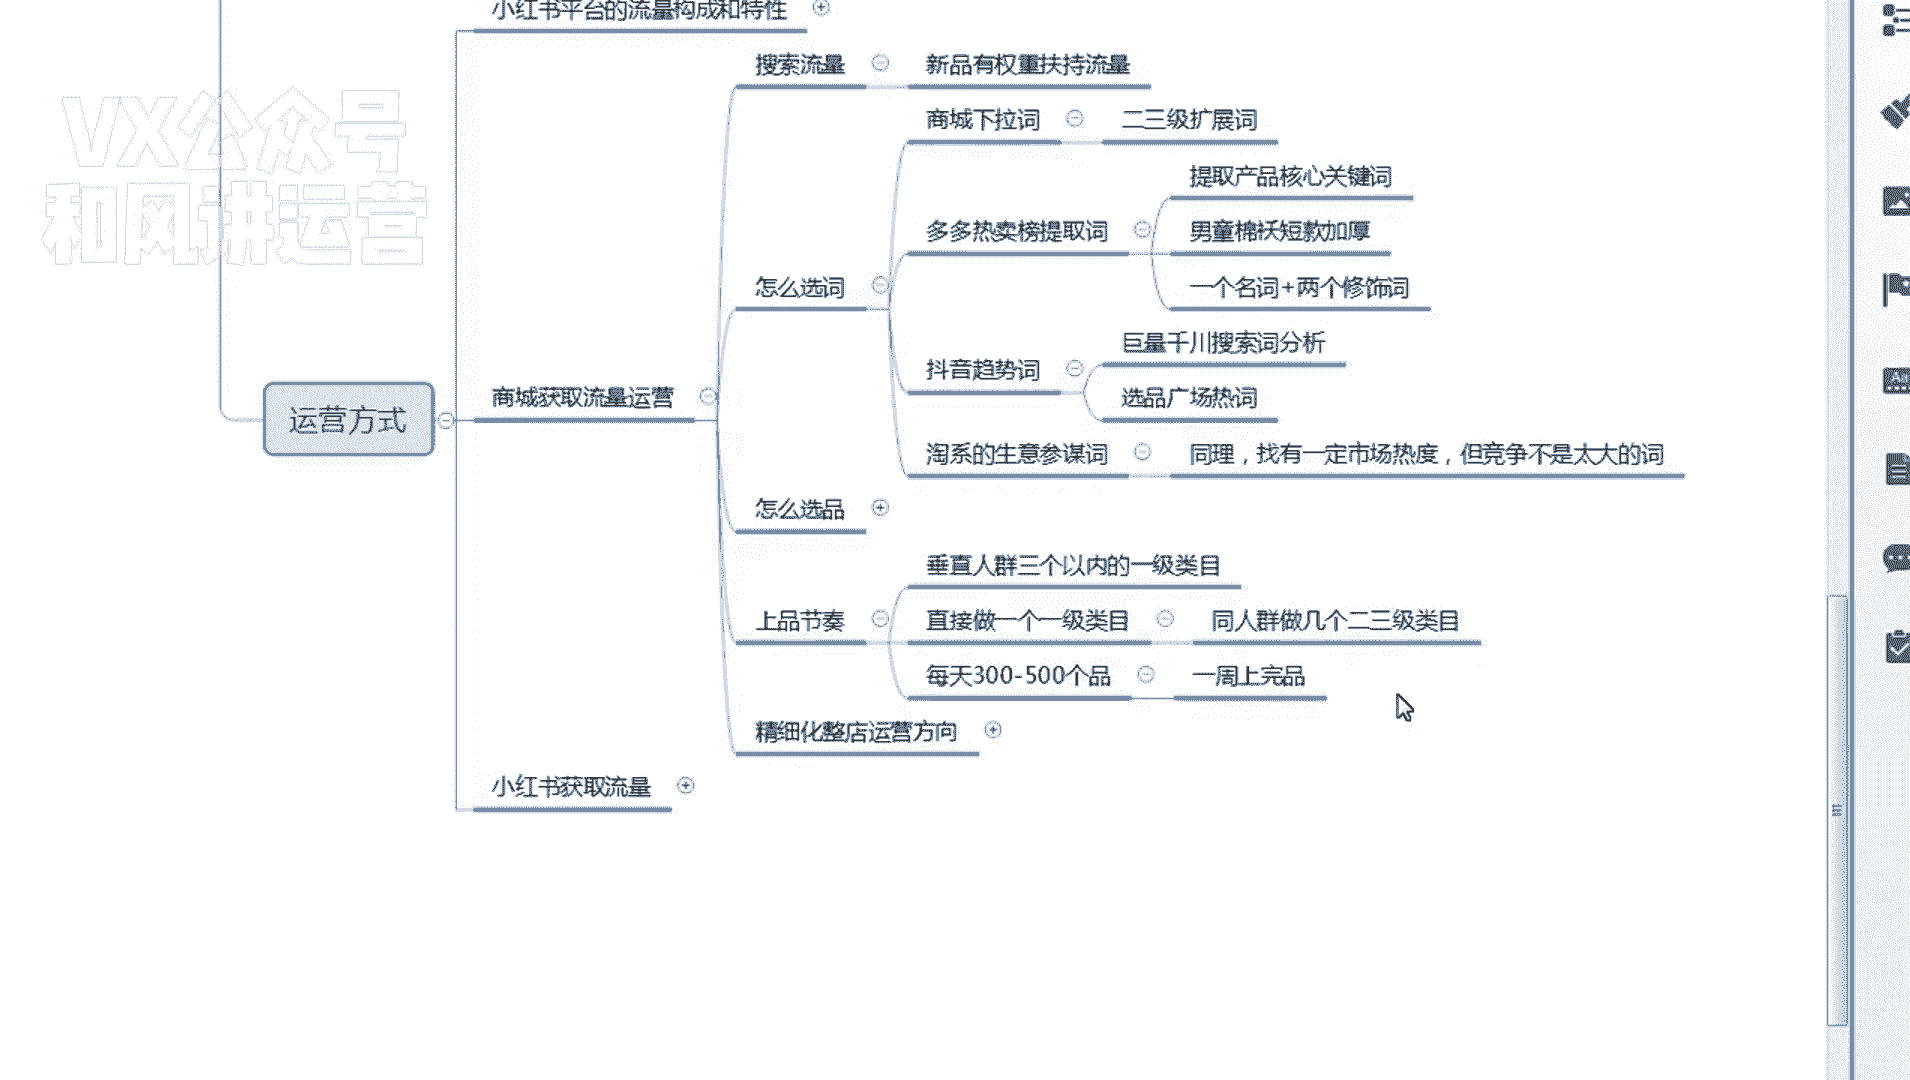 小红书平台的流量构成和特性
VX公众号
和风讲运营
运营方式
商城获取流量运营
搜索流量
新品有权重扶持流量
怎么选词
商城下拉词
二三级扩展词
多多热卖榜提取词
提取产品核心关键词
男童棉袄短款加厚
一个名词+两个修饰词
抖音趋势词
巨量千川搜索词分析
选品广场热词
淘系的生意参谋词
同理，找有一定市场热度，但竞争不是太大的词
怎么选品
上品节奏
垂直人群三个以内的一级类目
直接做一个一级类目
同人群做几个二三级类目
每天300-500个品
一周上完品
精细化整店运营方向
小红书获取流量